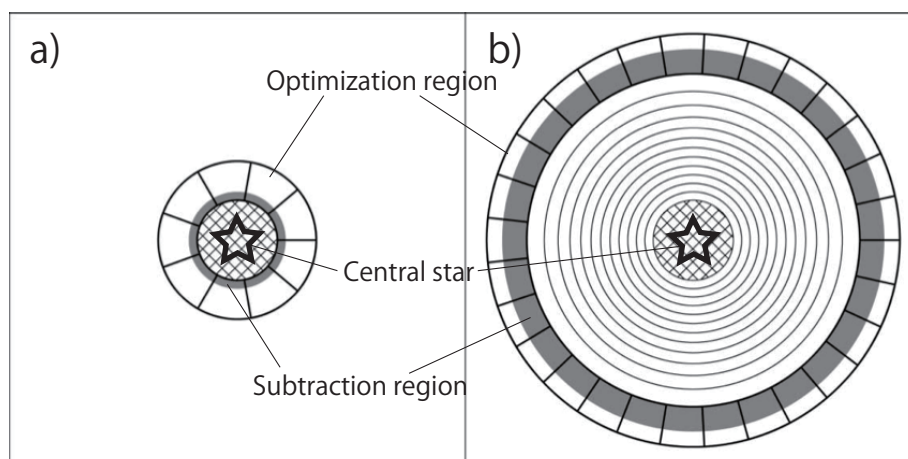 a)
b)
Optimization region
Central star
Subtraction region